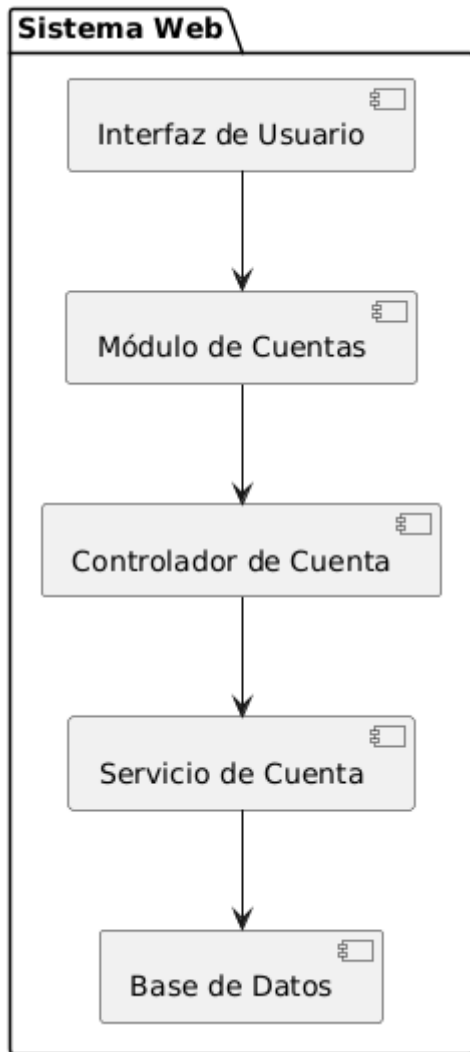 Sistema Web
Interfaz de Usuario
Módulo de Cuentas
Controlador de Cuenta
Servicio de Cuenta
Base de Datos